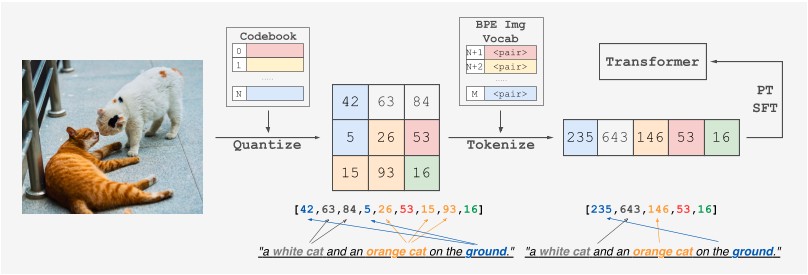 Codebook
0
1
.....
N
Quantize
42 63 84
5 26 53
15 93 16
[42,63,84,5,26,53,15,93,16]
"a white cat and an orange cat on the ground."
BPE Img
Vocab
N+1 <pair>
N+2 <pair>
.....
M <pair>
Tokenize
Transformer
PT
SFT
235 643 146 53 16
[235,643,146,53,16]
"a white cat and an orange cat on the ground."